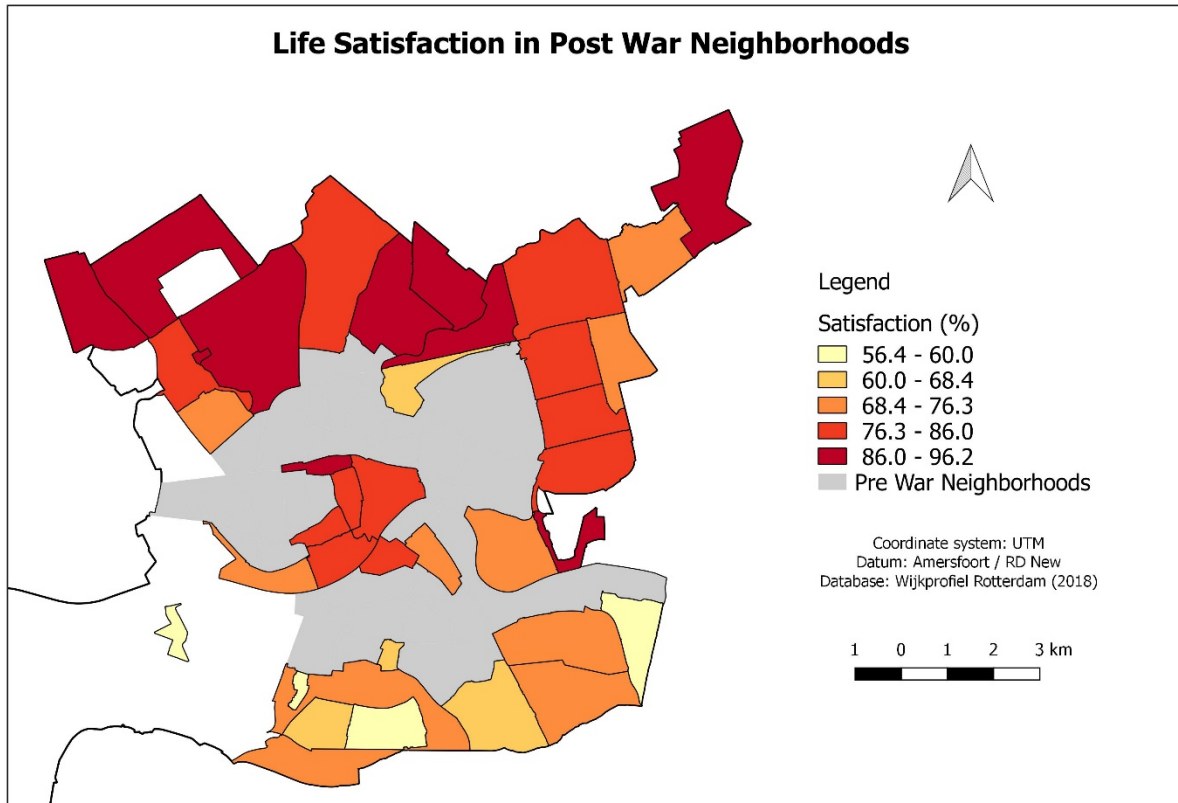 Life Satisfaction in Post War Neighborhoods
Legend
Satisfaction (%)
56.4 - 60.0
60.0 - 68.4
68.4 - 76.3
76.3 - 86.0
86.0 - 96.2
Pre War Neighborhoods
Coordinate system: UTM
Datum: Amersfoort / RD New
Database: Wijkprofiel Rotterdam (2018)
1 0 1 2 3 km